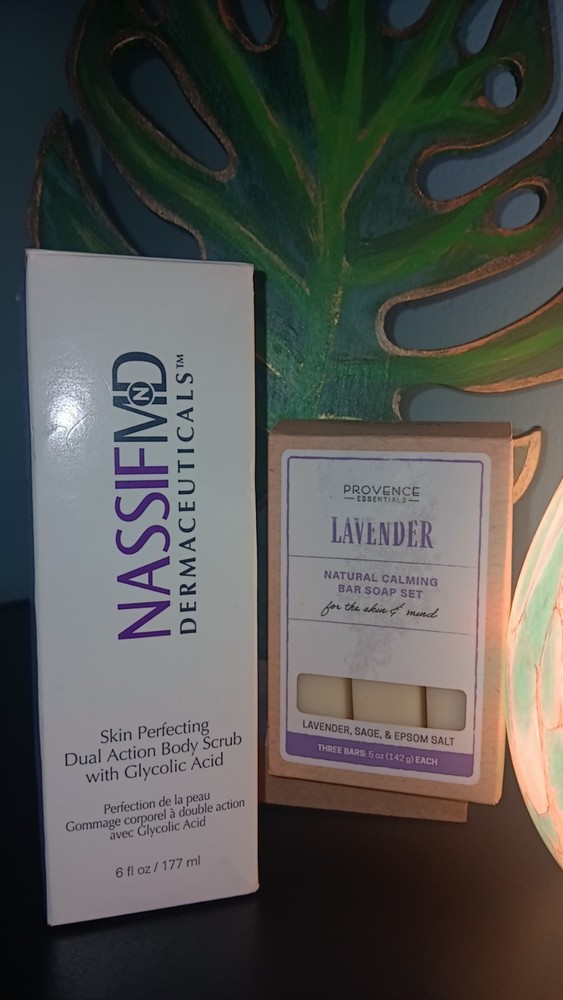 NASSIFMD
N
DERMACEUTICALS™
Skin Perfecting
Dual Action Body Scrub
with Glycolic Acid
Perfection de la peau
Gommage corporel à double action
avec Glycolic Acid
6 fl oz / 177 ml
PROVENCE
ESSENTIALS
LAVENDER
NATURAL CALMING
BAR SOAP SET
for the skin & mind
LAVENDER, SAGE, & EPSOM SALT
THREE BARS: 5 oz (142 g) EACH